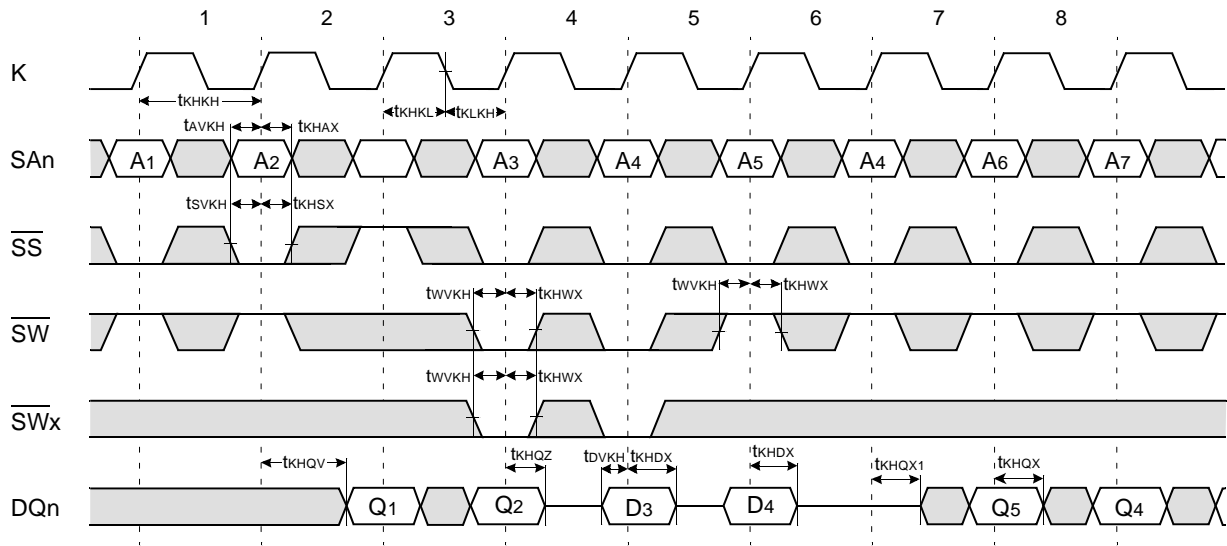 1 2 3 4 5 6 7 8
K
tKHKH tKHKL tKLKH
tAVKH tKHAX
SAn A1 A2 A3 A4 A5 A4 A6 A7
tSVKH tKHSX
SS
tWVKH tKHWX tWVKH tKHWX
SW
tWVKH tKHWX
SWx
tKHQV tKHQZ tDVKH tKHDX tKHDX tKHQX1 tKHQX
DQn Q1 Q2 D3 D4 Q5 Q4